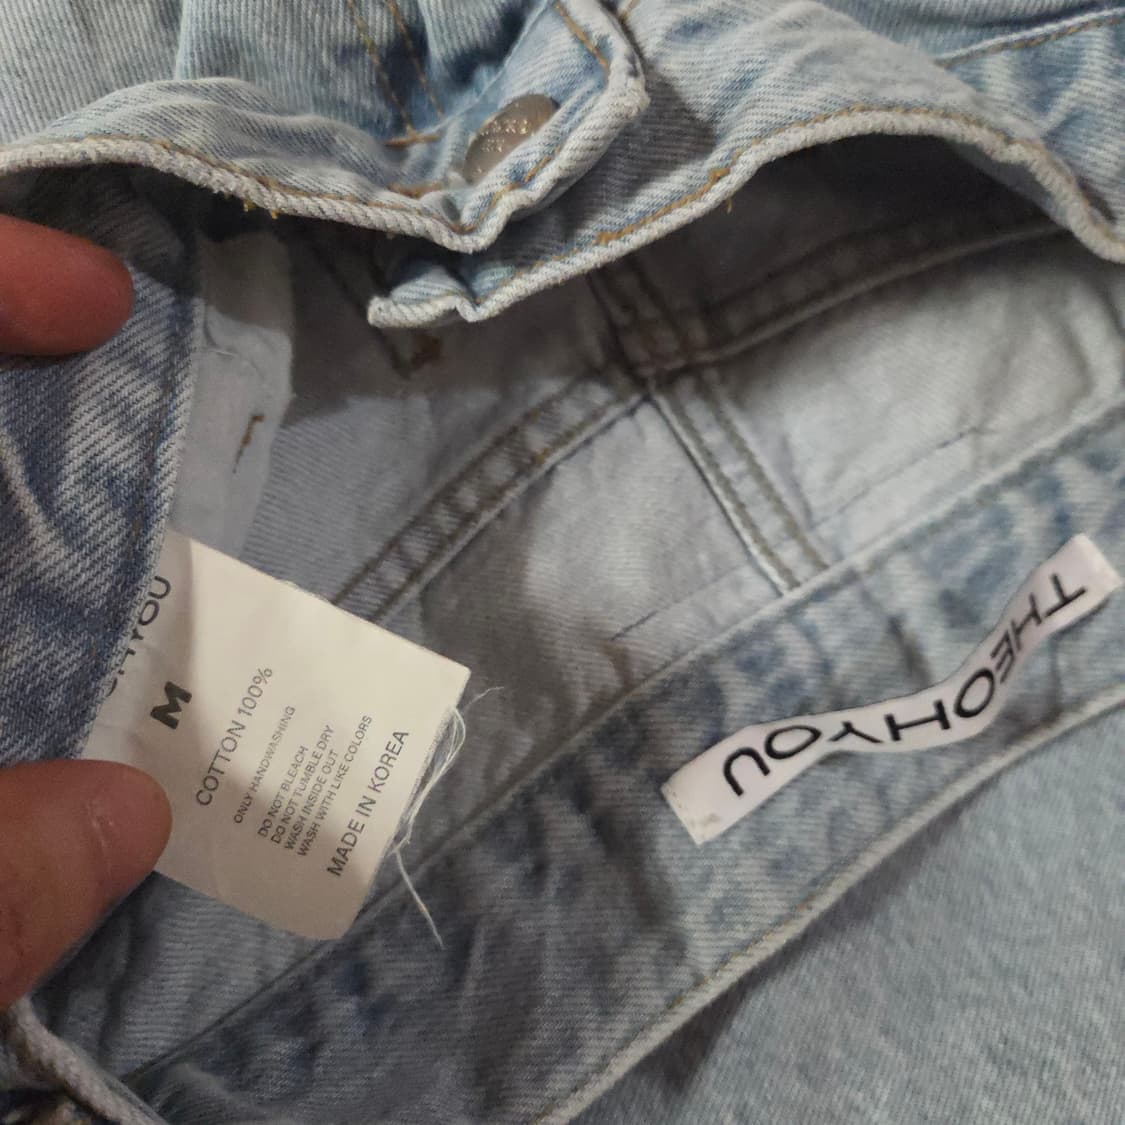 THEOHYOU
OHYOU
M
COTTON 100%
ONLY HANDWASHING
DO NOT BLEACH
DO NOT TUMBLE DRY
WASH INSIDE OUT
WASH WITH LIKE COLORS
MADE IN KOREA